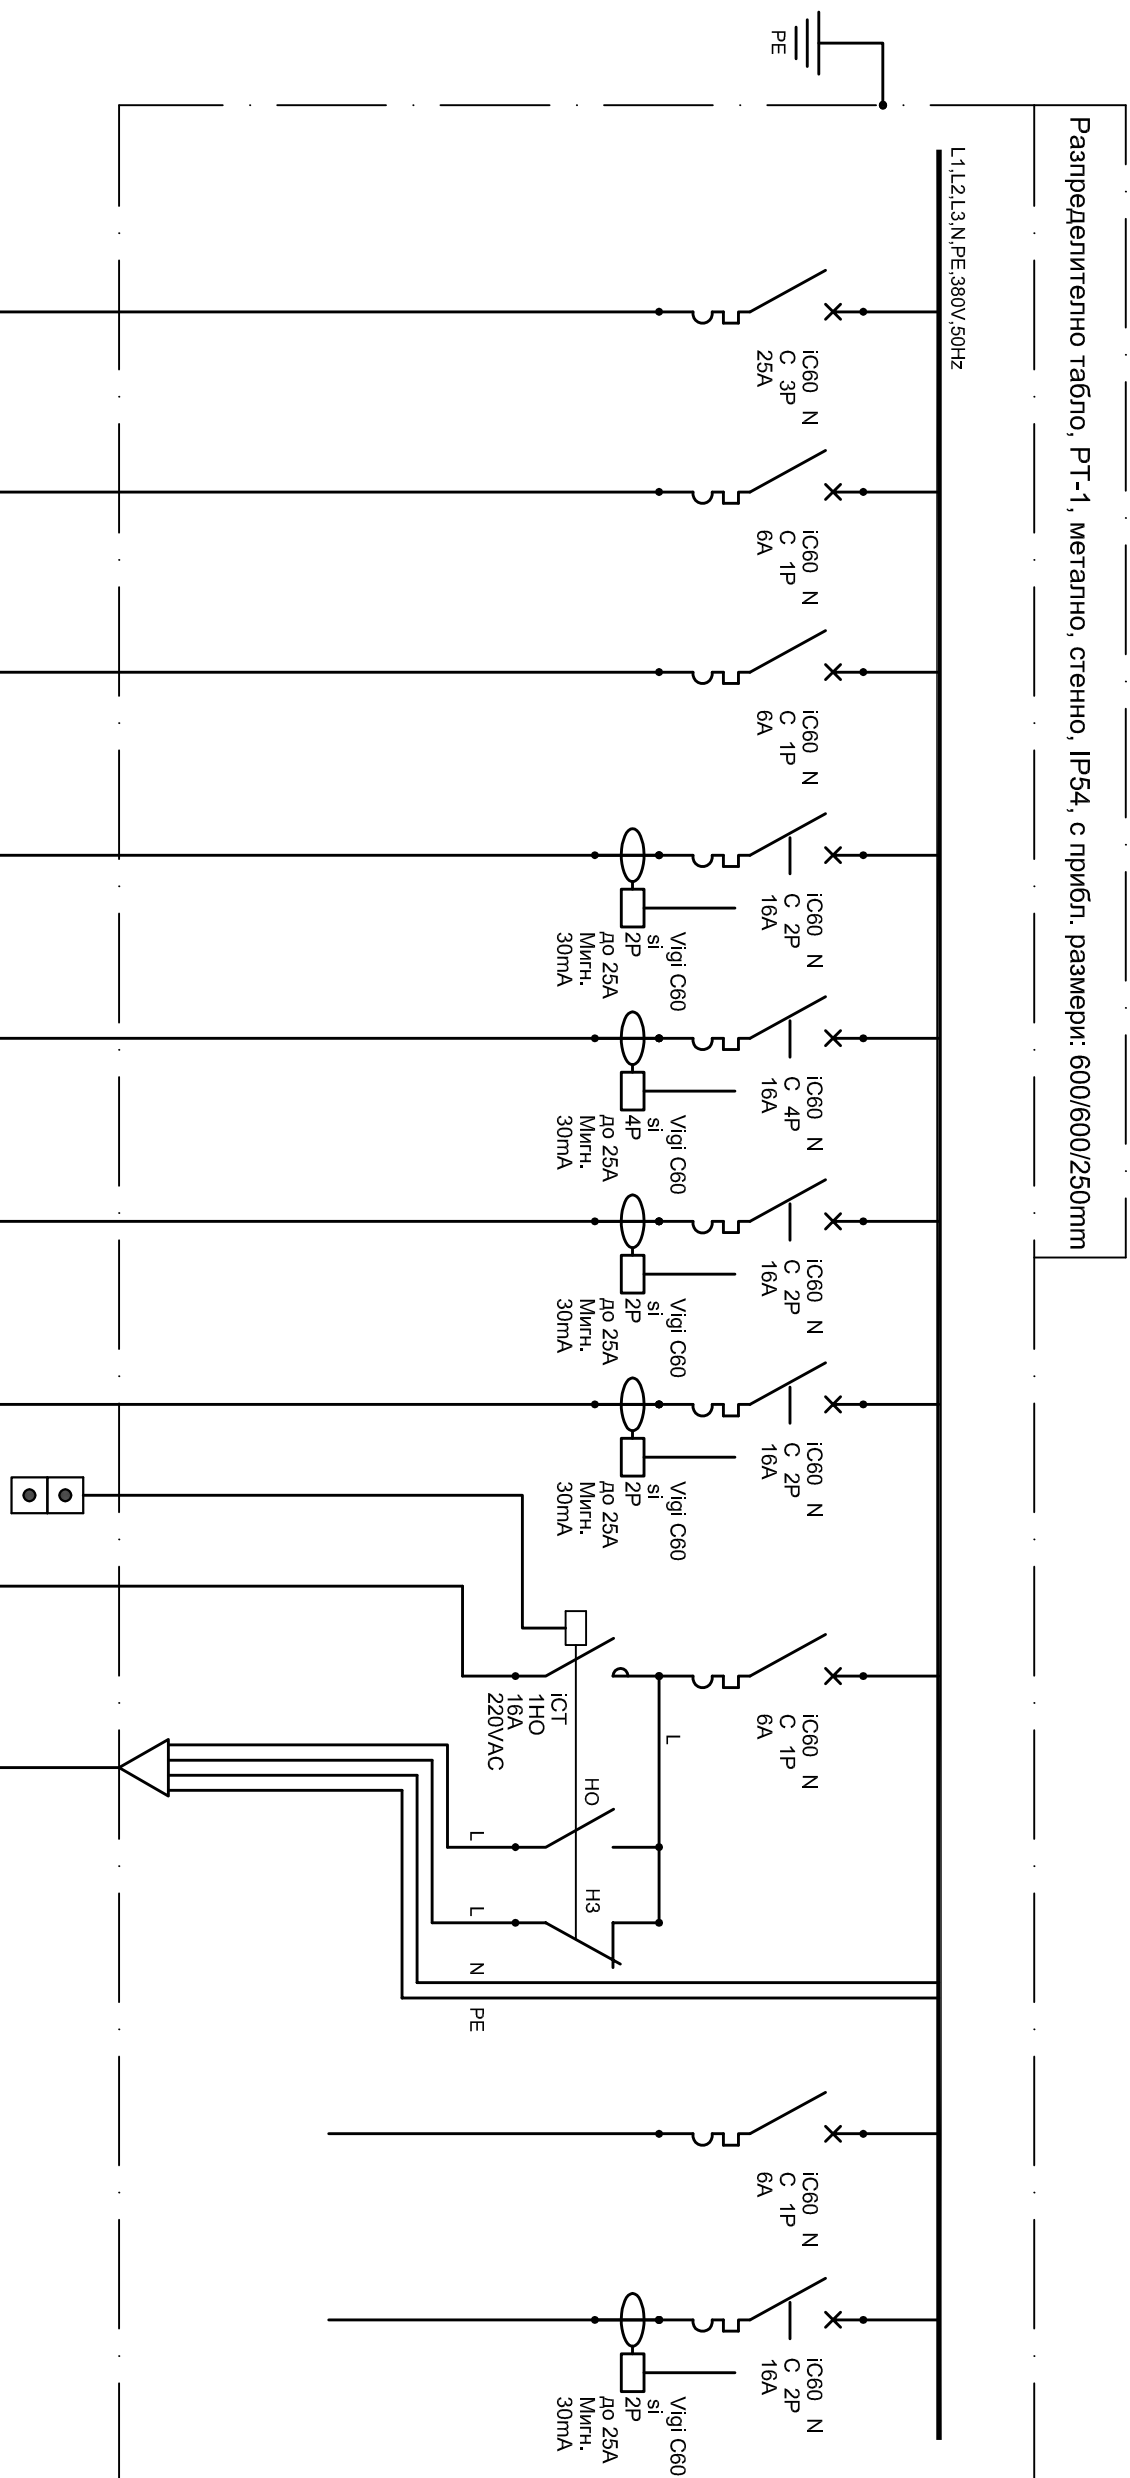 Разпределително табло, РТ-1, метално, стенно, IP54, с прибл. размери: 600/600/250mm
PE
L1,L2,L3,N,PE,380V,50Hz
iC60 N
C 3P
25A
iC60 N
C 1P
6A
iC60 N
C 1P
6A
iC60 N
C 2P
16A
Vigi C60
si
2P
до 25A
Мигн.
30mA
iC60 N
C 4P
16A
Vigi C60
si
4P
до 25A
Мигн.
30mA
iC60 N
C 2P
16A
Vigi C60
si
2P
до 25A
Мигн.
30mA
iC60 N
C 2P
16A
Vigi C60
si
2P
до 25A
Мигн.
30mA
iC60 N
C 1P
6A
L
iCT
1НО
16A
220VAC
НО
НЗ
L
L
N
PE
iC60 N
C 1P
6A
iC60 N
C 2P
16A
Vigi C60
si
2P
до 25A
Мигн.
30mA